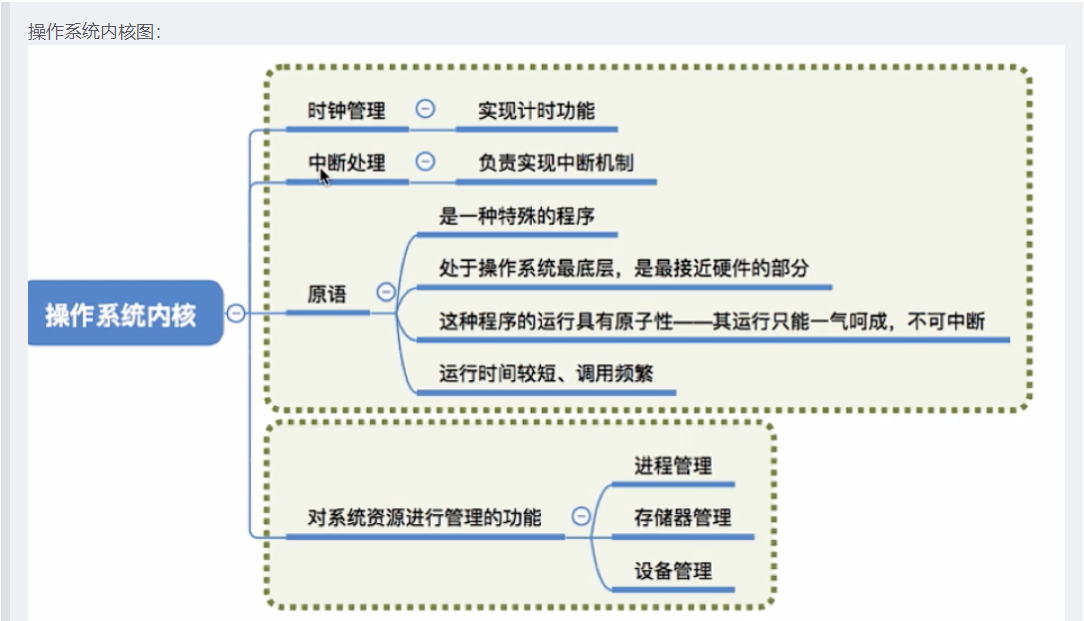 操作系统内核图：
时钟管理
实现计时功能
中断处理
负责实现中断机制
是一种特殊的程序
处于操作系统最底层，是最接近硬件的部分
原语
操作系统内核
这种程序的运行具有原子性——其运行只能一气呵成，不可中断
运行时间较短、调用频繁
进程管理
对系统资源进行管理的功能
存储器管理
设备管理